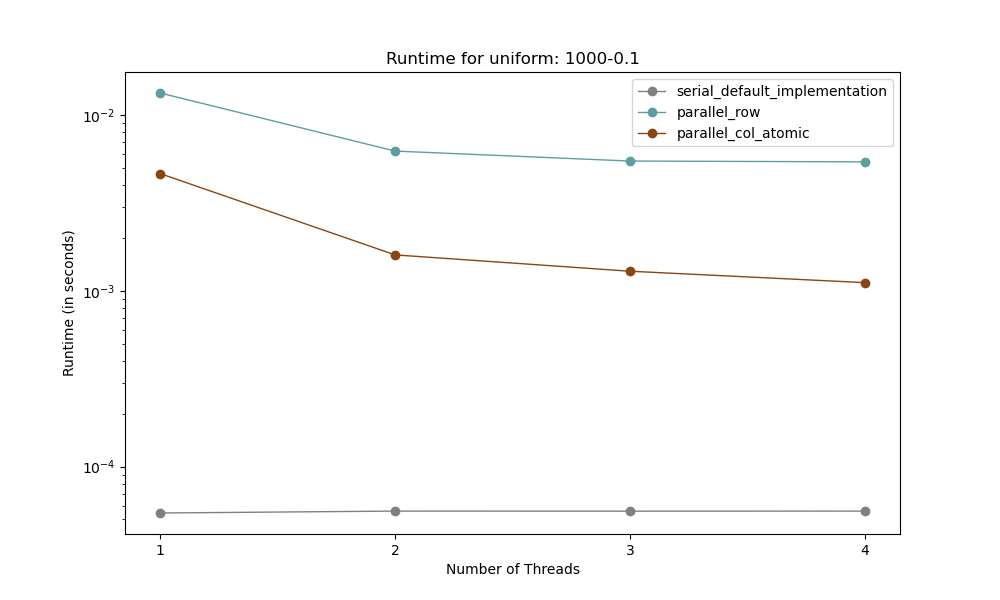 Runtime for uniform: 1000-0.1
serial_default_implementation
parallel_row
parallel_col_atomic
10⁻²
10⁻³
10⁻⁴
Runtime (in seconds)
1 2 3 4
Number of Threads